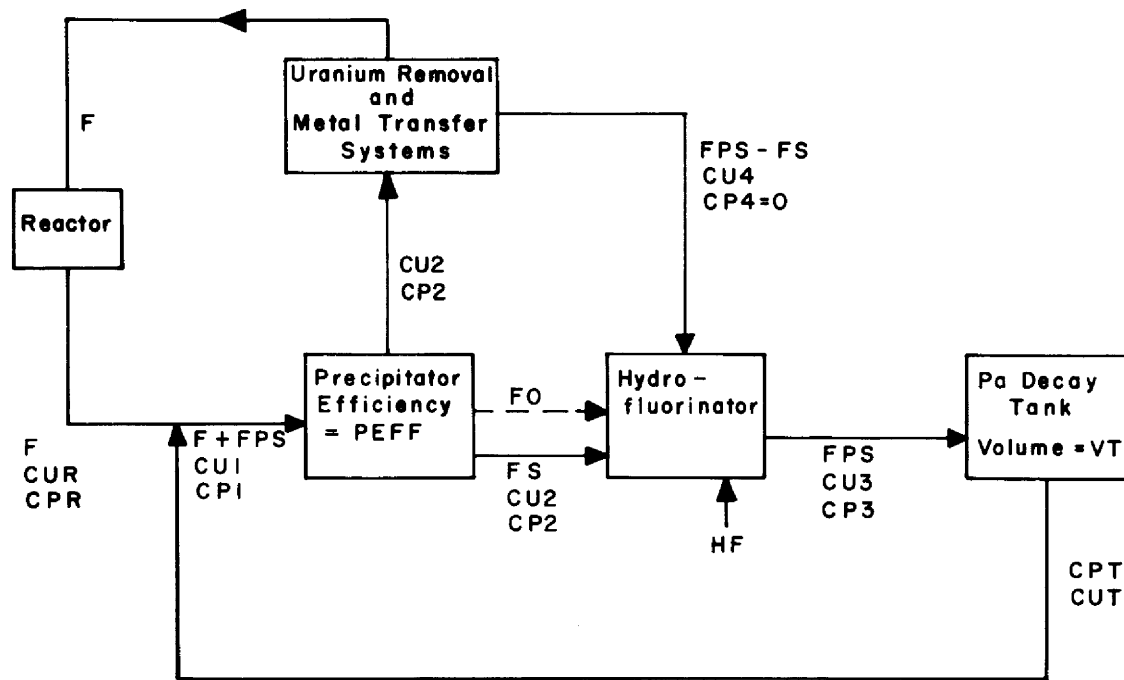 F
Uranium Removal
and
Metal Transfer
Systems
FPS - FS
CU4
CP4=0
Reactor
CU2
CP2
F
CUR
CPR
F + FPS
CU1
CP1
Precipitator
Efficiency
= PEFF
FO
FS
CU2
CP2
Hydro-
fluorinator
HF
FPS
CU3
CP3
Pa Decay
Tank
Volume = VT
CPT
CUT